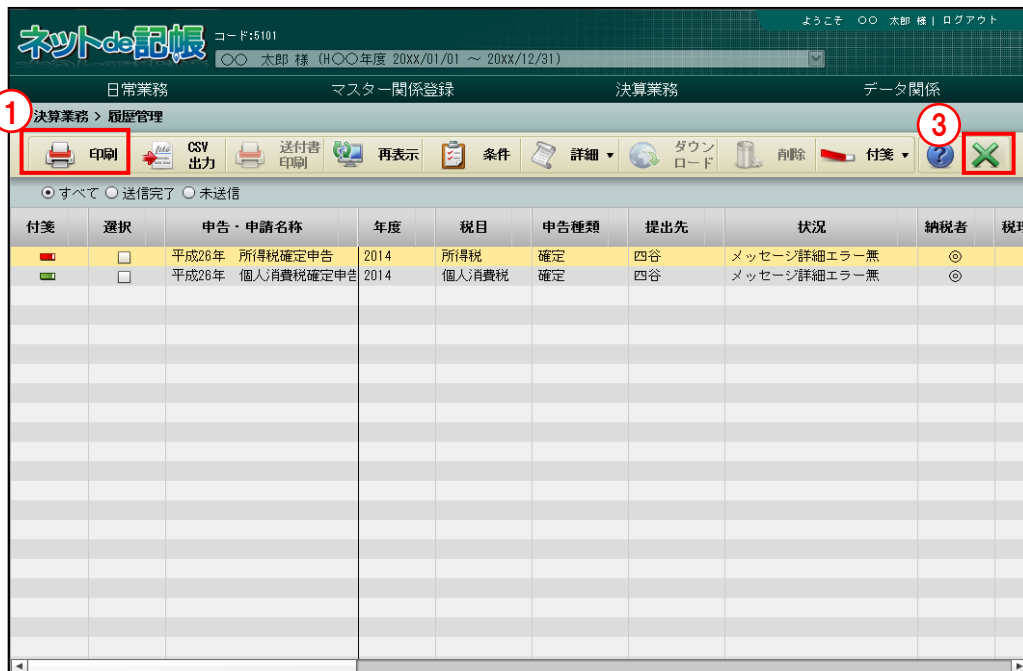 ようこそ 〇〇 太郎 様 | ログアウト
ネットde記帳
コード:5101
〇〇 太郎 様 (H〇〇年度 20XX/01/01 ～ 20XX/12/31)
日常業務 マスター関係登録 決算業務 データ関係
1
決算業務 > 履歴管理
3
印刷 CSV出力 送付書印刷 再表示 条件 詳細▼ ダウンロード 削除 付箋▼ ?
すべて 送信完了 未送信
付箋 選択 申告・申請名称 年度 税目 申告種類 提出先 状況 納税者 税理
平成26年 所得税確定申告 2014 所得税 確定 四谷 メッセージ詳細エラー無 ◎
平成26年 個人消費税確定申告 2014 個人消費税 確定 四谷 メッセージ詳細エラー無 ◎